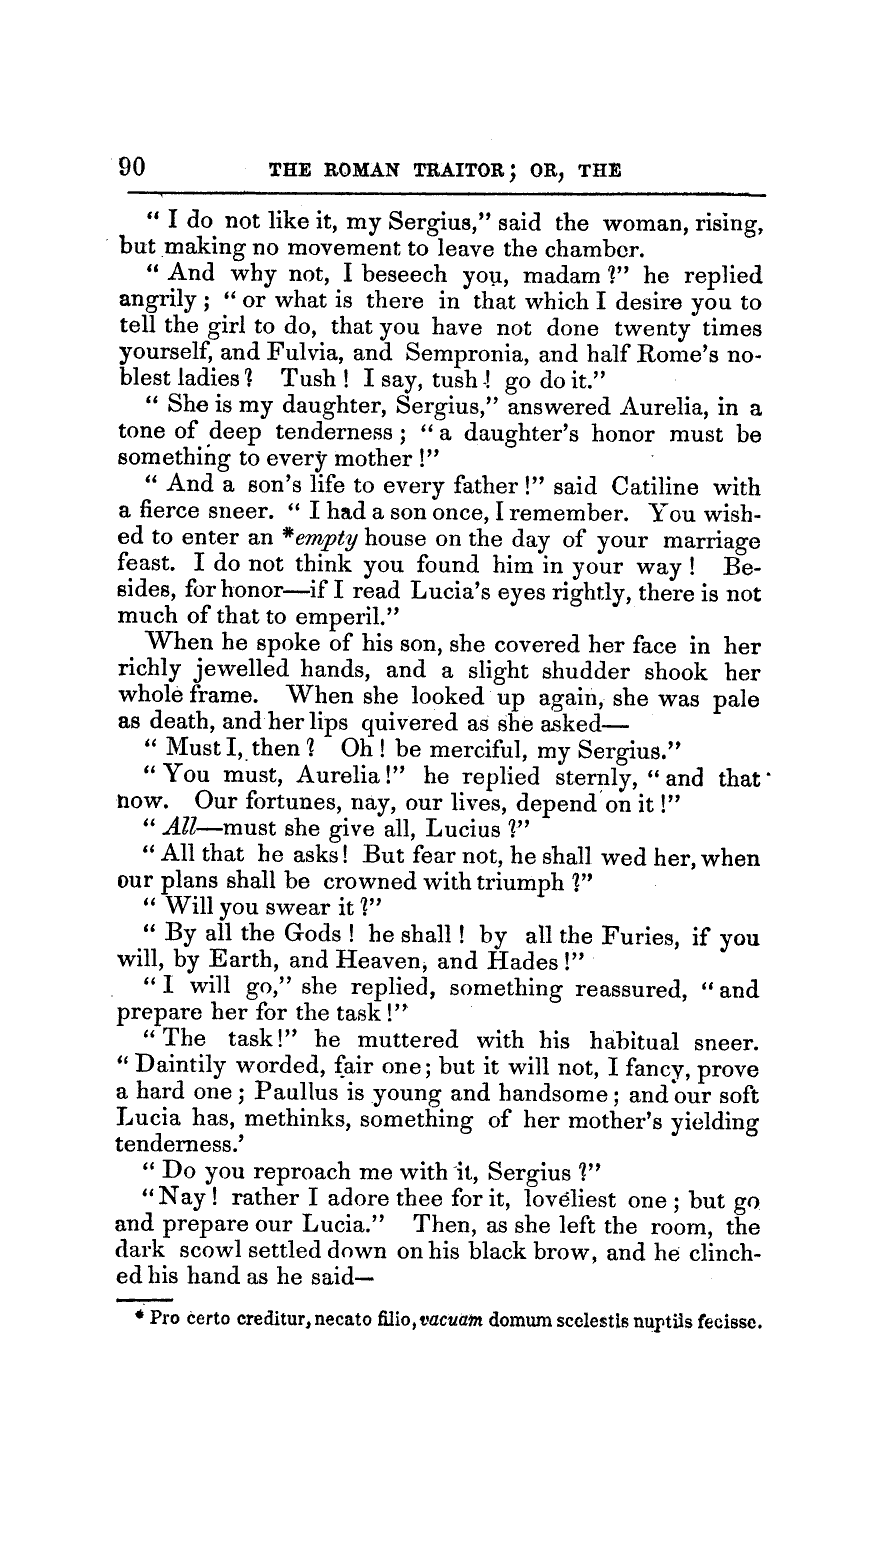 90 THE ROMAN TRAITOR; OR, THE
" I do not like it, my Sergius," said the woman, rising,
but making no movement to leave the chamber.
" And why not, I beseech you, madam ?" he replied
angrily ; " or what is there in that which I desire you to
tell the girl to do, that you have not done twenty times
yourself, and Fulvia, and Sempronia, and half Rome's no-
blest ladies ? Tush ! I say, tush ! go do it."
" She is my daughter, Sergius," answered Aurelia, in a
tone of deep tenderness ; " a daughter's honor must be
something to every mother !"
" And a son's life to every father !" said Catiline with
a fierce sneer. " I had a son once, I remember. You wish-
ed to enter an *empty house on the day of your marriage
feast. I do not think you found him in your way ! Be-
sides, for honor—if I read Lucia's eyes rightly, there is not
much of that to emperil."
When he spoke of his son, she covered her face in her
richly jewelled hands, and a slight shudder shook her
whole frame. When she looked up again, she was pale
as death, and her lips quivered as she asked—
" Must I, then ? Oh ! be merciful, my Sergius."
" You must, Aurelia !" he replied sternly, " and that
now. Our fortunes, nay, our lives, depend on it !"
" All—must she give all, Lucius ?"
" All that he asks ! But fear not, he shall wed her, when
our plans shall be crowned with triumph ?"
" Will you swear it ?"
" By all the Gods ! he shall ! by all the Furies, if you
will, by Earth, and Heaven, and Hades !"
" I will go," she replied, something reassured, " and
prepare her for the task !"
" The task !" he muttered with his habitual sneer.
" Daintily worded, fair one ; but it will not, I fancy, prove
a hard one ; Paullus is young and handsome ; and our soft
Lucia has, methinks, something of her mother's yielding
tenderness.'
" Do you reproach me with it, Sergius ?"
" Nay ! rather I adore thee for it, loveliest one ; but go
and prepare our Lucia." Then, as she left the room, the
dark scowl settled down on his black brow, and he clinch-
ed his hand as he said—
* Pro certo creditur, necato filio, vacuam domum scelestis nuptiis fecisse.